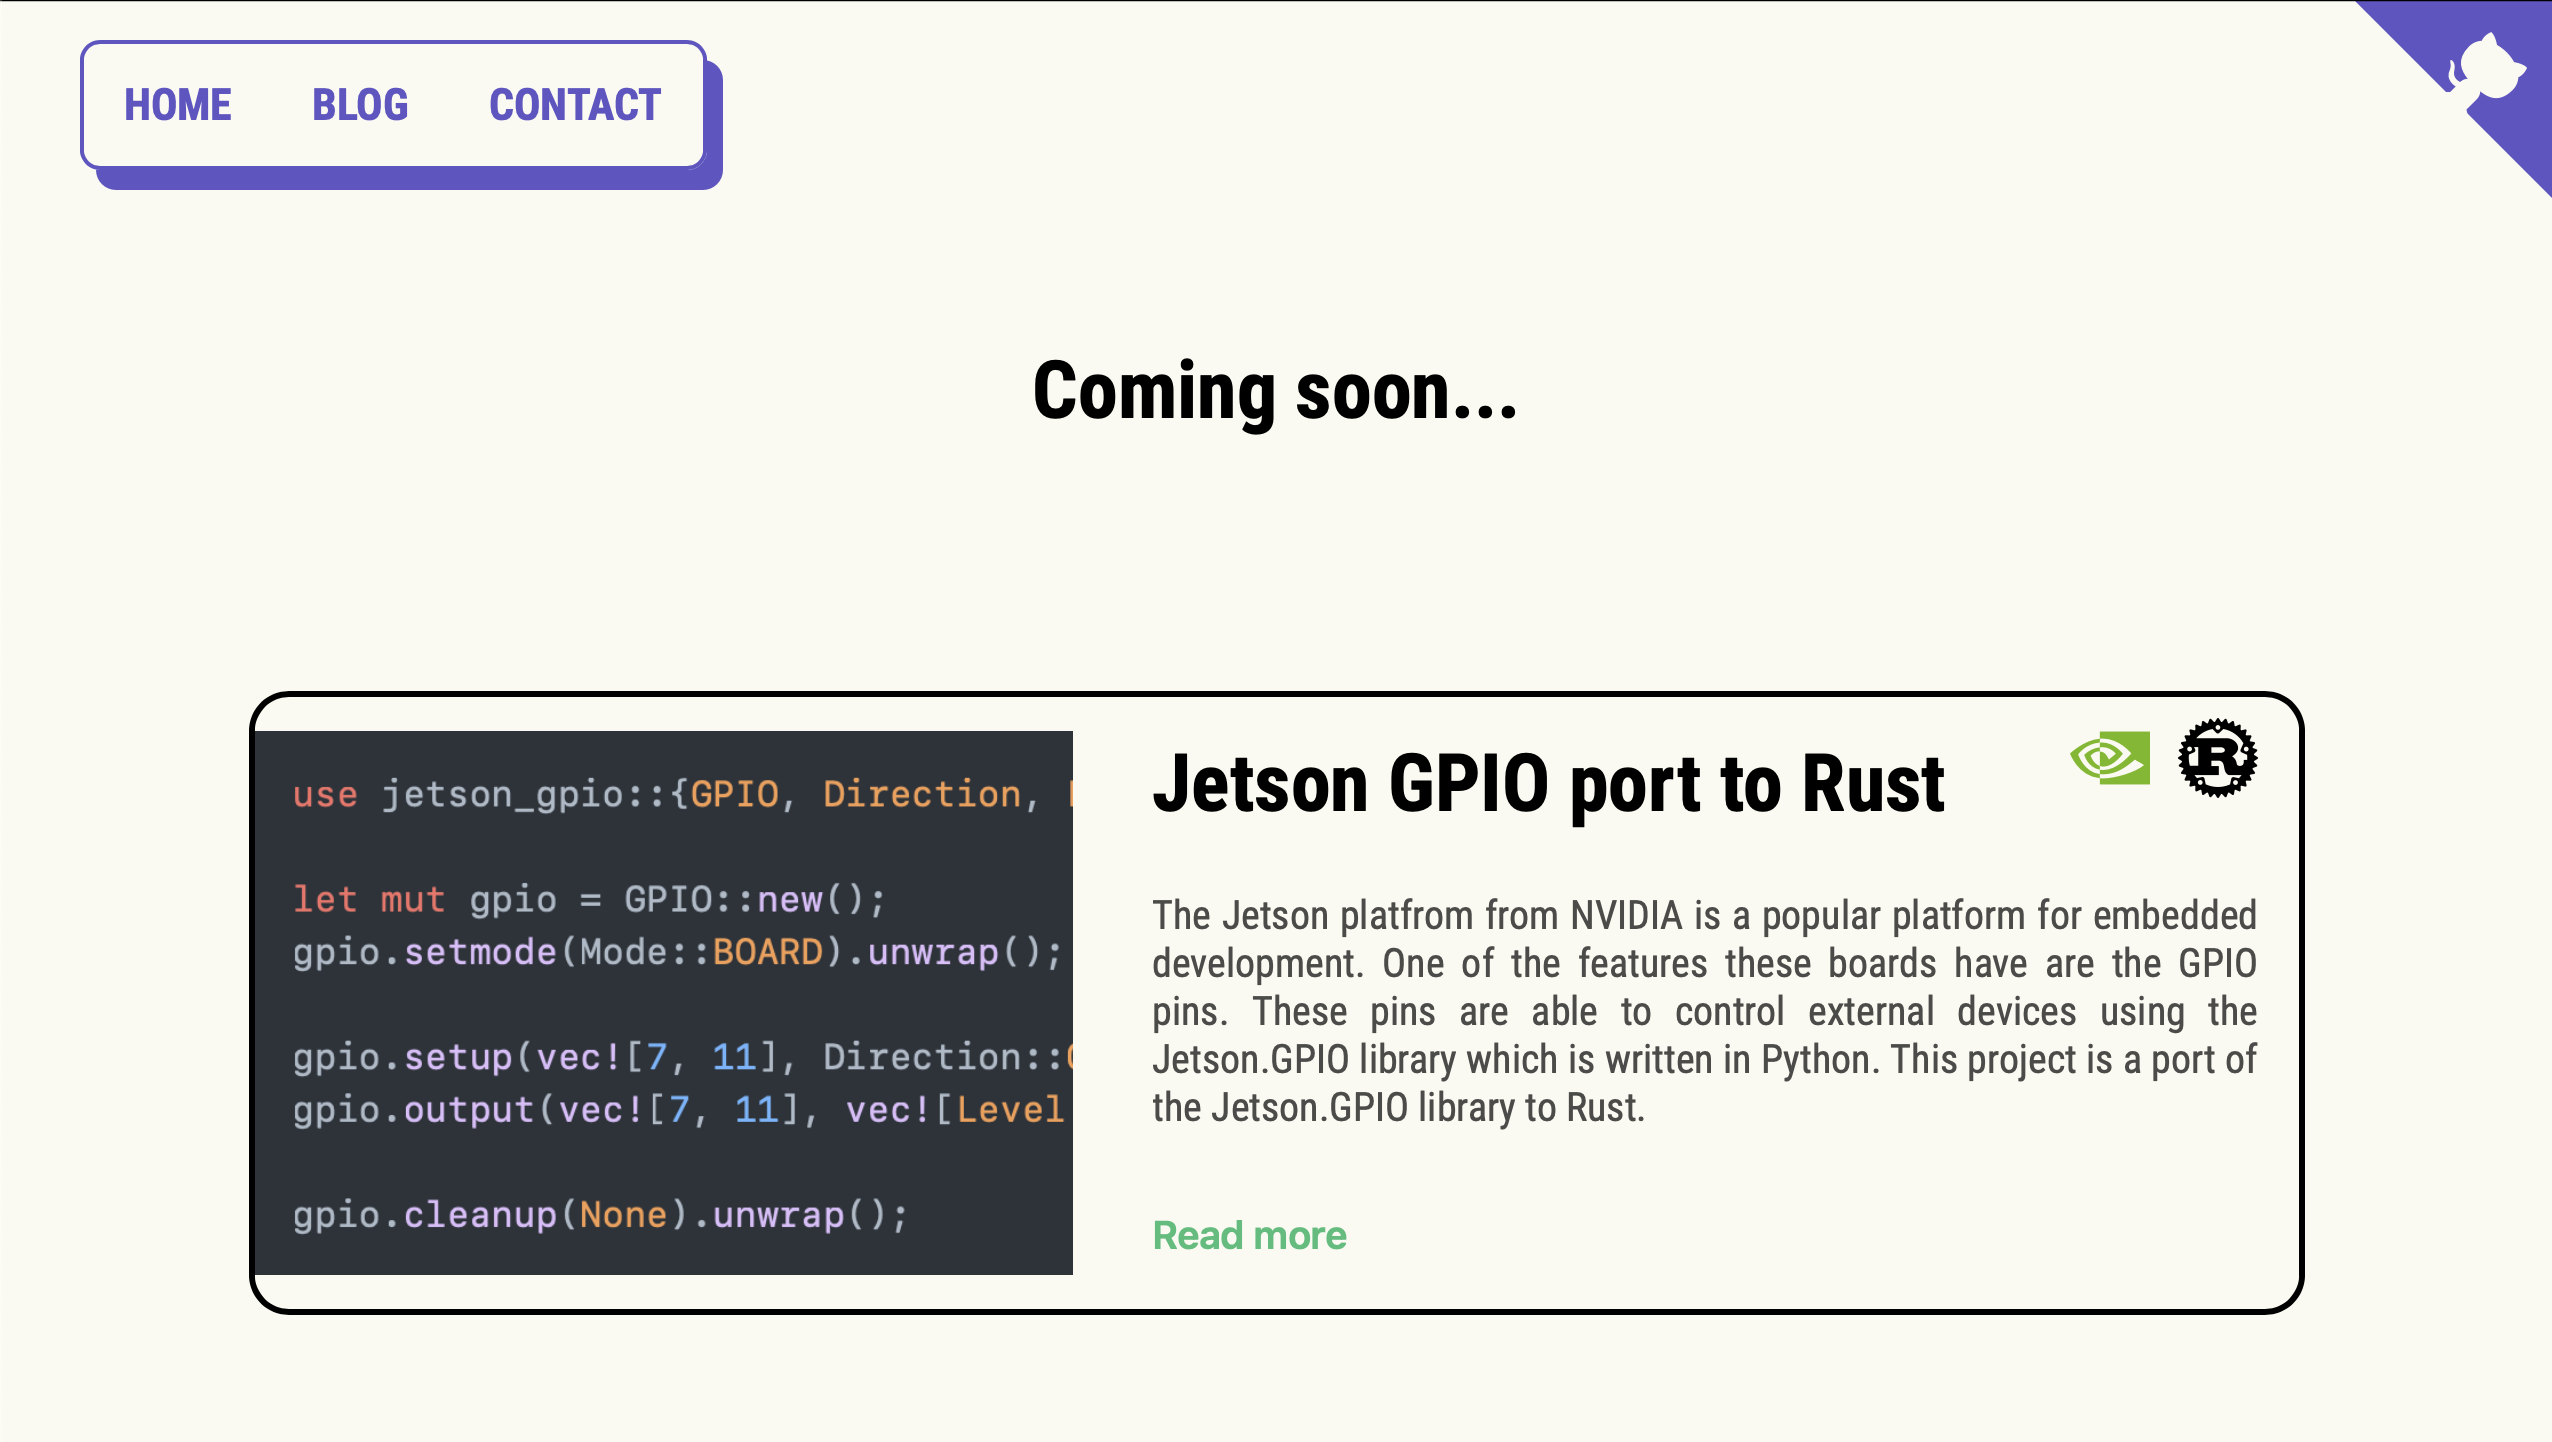 HOME BLOG CONTACT
Coming soon...
use jetson_gpio::{GPIO, Direction,
let mut gpio = GPIO::new();
gpio.setmode(Mode::BOARD).unwrap();
gpio.setup(vec![7, 11], Direction::
gpio.output(vec![7, 11], vec![Level
gpio.cleanup(None).unwrap();
Jetson GPIO port to Rust
R
The Jetson platfrom from NVIDIA is a popular platform for embedded
development. One of the features these boards have are the GPIO
pins. These pins are able to control external devices using the
Jetson.GPIO library which is written in Python. This project is a port of
the Jetson.GPIO library to Rust.
Read more